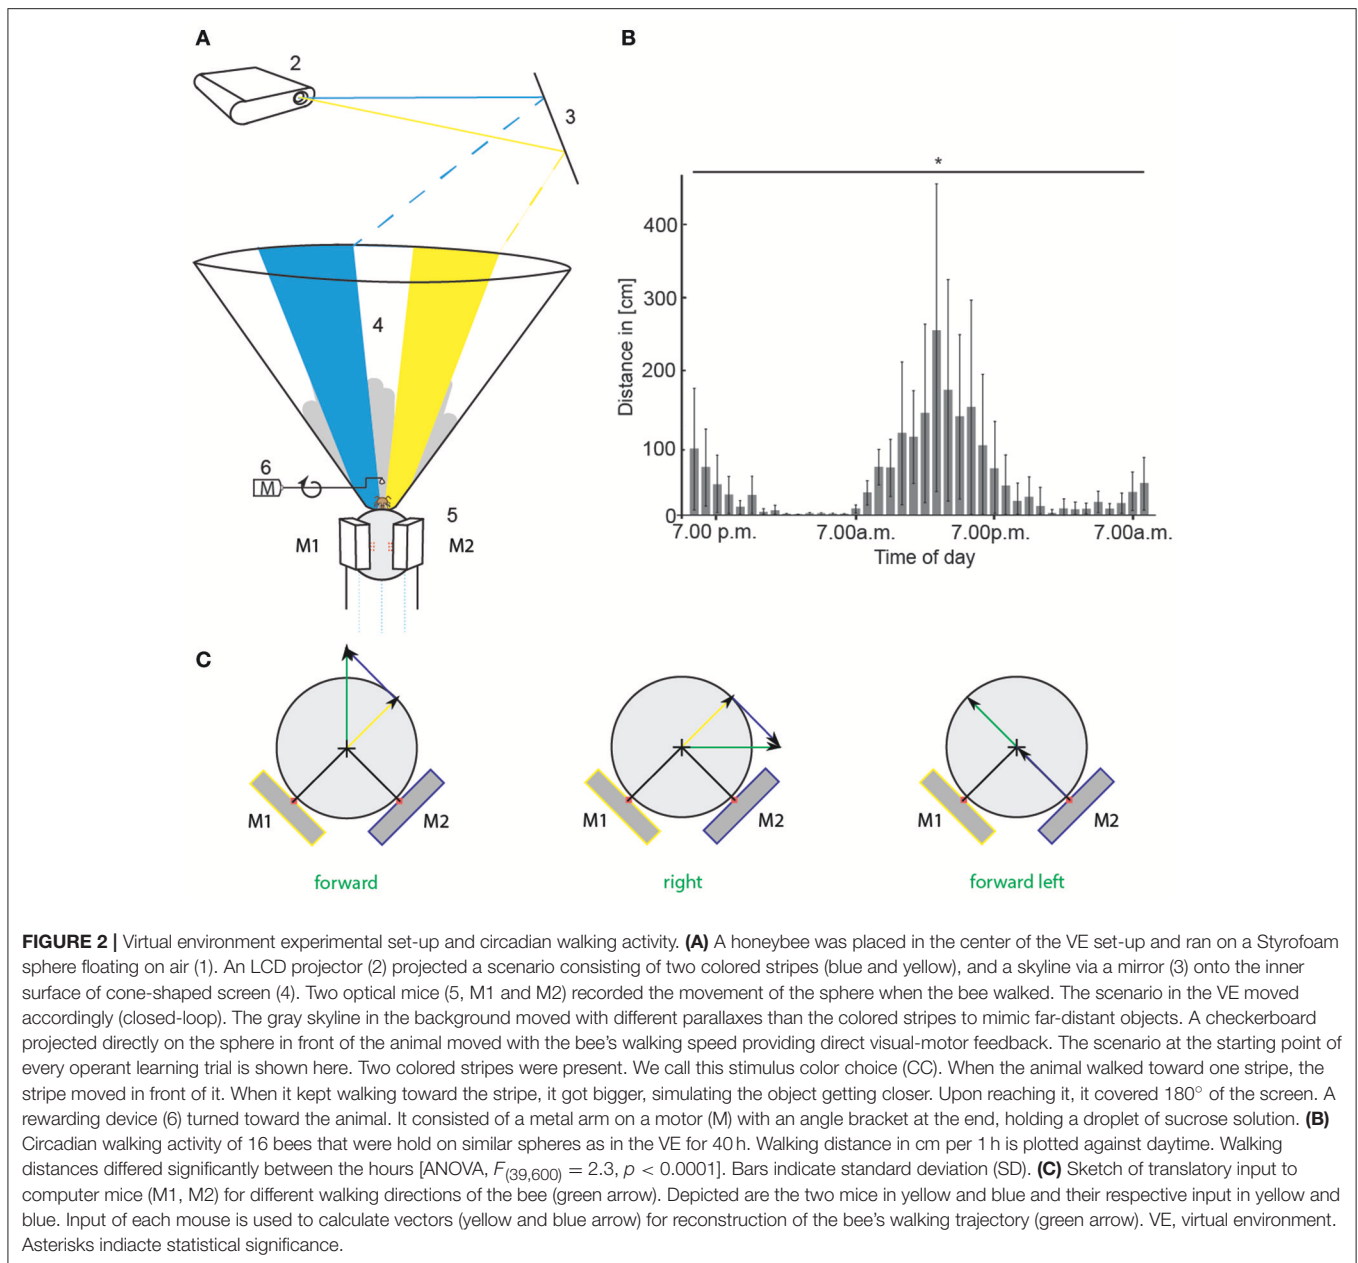 A
2
3
4
6
M
5
M1
M2
B
*
400
300
200
100
0
Distance in [cm]
7.00 p.m.
7.00a.m.
7.00p.m.
7.00a.m.
Time of day
C
M1
M2
forward
M1
M2
right
M1
M2
forward left
FIGURE 2 | Virtual environment experimental set-up and circadian walking activity. (A) A honeybee was placed in the center of the VE set-up and ran on a Styrofoam
sphere floating on air (1). An LCD projector (2) projected a scenario consisting of two colored stripes (blue and yellow), and a skyline via a mirror (3) onto the inner
surface of cone-shaped screen (4). Two optical mice (5, M1 and M2) recorded the movement of the sphere when the bee walked. The scenario in the VE moved
accordingly (closed-loop). The gray skyline in the background moved with different parallaxes than the colored stripes to mimic far-distant objects. A checkerboard
projected directly on the sphere in front of the animal moved with the bee's walking speed providing direct visual-motor feedback. The scenario at the starting point of
every operant learning trial is shown here. Two colored stripes were present. We call this stimulus color choice (CC). When the animal walked toward one stripe, the
stripe moved in front of it. When it kept walking toward the stripe, it got bigger, simulating the object getting closer. Upon reaching it, it covered 180° of the screen. A
rewarding device (6) turned toward the animal. It consisted of a metal arm on a motor (M) with an angle bracket at the end, holding a droplet of sucrose solution. (B)
Circadian walking activity of 16 bees that were hold on similar spheres as in the VE for 40 h. Walking distance in cm per 1 h is plotted against daytime. Walking
distances differed significantly between the hours [ANOVA, F(39,600) = 2.3, p < 0.0001]. Bars indicate standard deviation (SD). (C) Sketch of translatory input to
computer mice (M1, M2) for different walking directions of the bee (green arrow). Depicted are the two mice in yellow and blue and their respective input in yellow and
blue. Input of each mouse is used to calculate vectors (yellow and blue arrow) for reconstruction of the bee's walking trajectory (green arrow). VE, virtual environment.
Asterisks indiacte statistical significance.